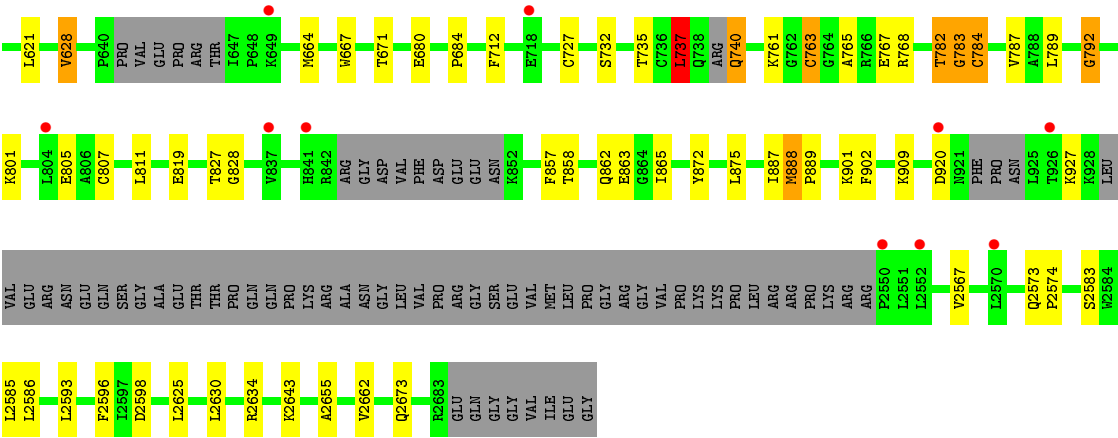 L621 V628 P640 PRO VAL GLU PRO ARG THR I647 P648 K649 M664 W667 T671 E680 P684 F712 E718 C727 S732 T735 C736 L737 Q738 ARG Q740 K761 G762 C763 G764 A765 R766 E767 R768 T782 G783 C784 V787 A788 L789 G792
K801 L804 E805 A806 C807 L811 E819 T827 G828 V837 H841 R842 ARG GLY ASP VAL PHE ASP GLU GLU ASN K852 F857 T858 Q862 E863 G864 I865 Y872 L875 I887 M888 P889 K901 F902 K909 D920 N921 PHE PRO ASN L925 T926 K927 K928 LEU
VAL GLU ARG ASN GLU GLN SER GLY ALA GLU THR THR PRO GLN GLN PRO LYS ARG ALA ASN GLY LEU VAL PRO ARG GLY SER GLU VAL MET LEU PRO GLY ARG GLY VAL PRO LYS LYS PRO LEU ARG ARG PRO LYS ARG ARG P2550 L2551 L2552 V2567 L2570 Q2573 P2574 S2583 W2584
L2585 L2586 L2593 F2596 I2597 D2598 L2625 L2630 R2634 K2643 A2655 V2662 Q2673 R2683 GLU GLN GLY GLY VAL ILE GLU GLY